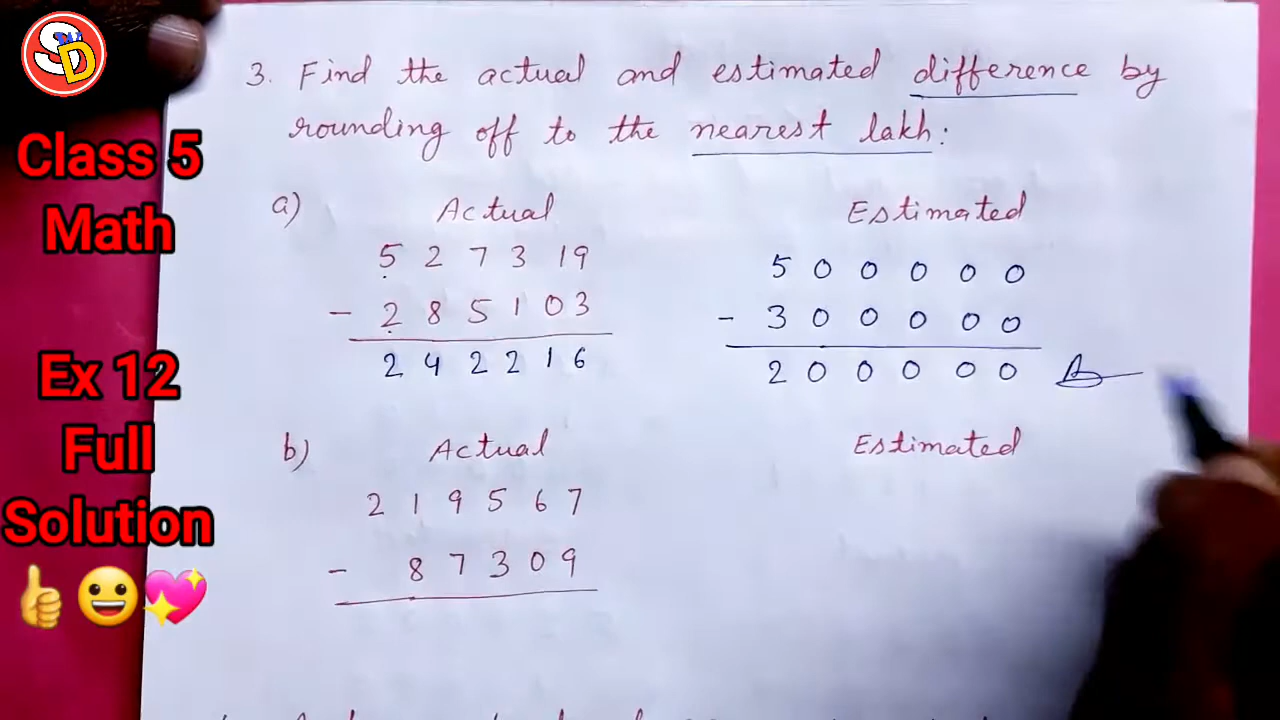 SD
Class 5
Math
Ex 12
Full
Solution
3. Find the actual and estimated difference by
rounding off to the nearest lakh:
a) Actual Estimated
5 2 7 3 1 9 5 0 0 0 0 0
- 2 8 5 1 0 3 - 3 0 0 0 0 0
2 4 2 2 1 6 2 0 0 0 0 0
b) Actual Estimated
2 1 9 5 6 7
- 8 7 3 0 9